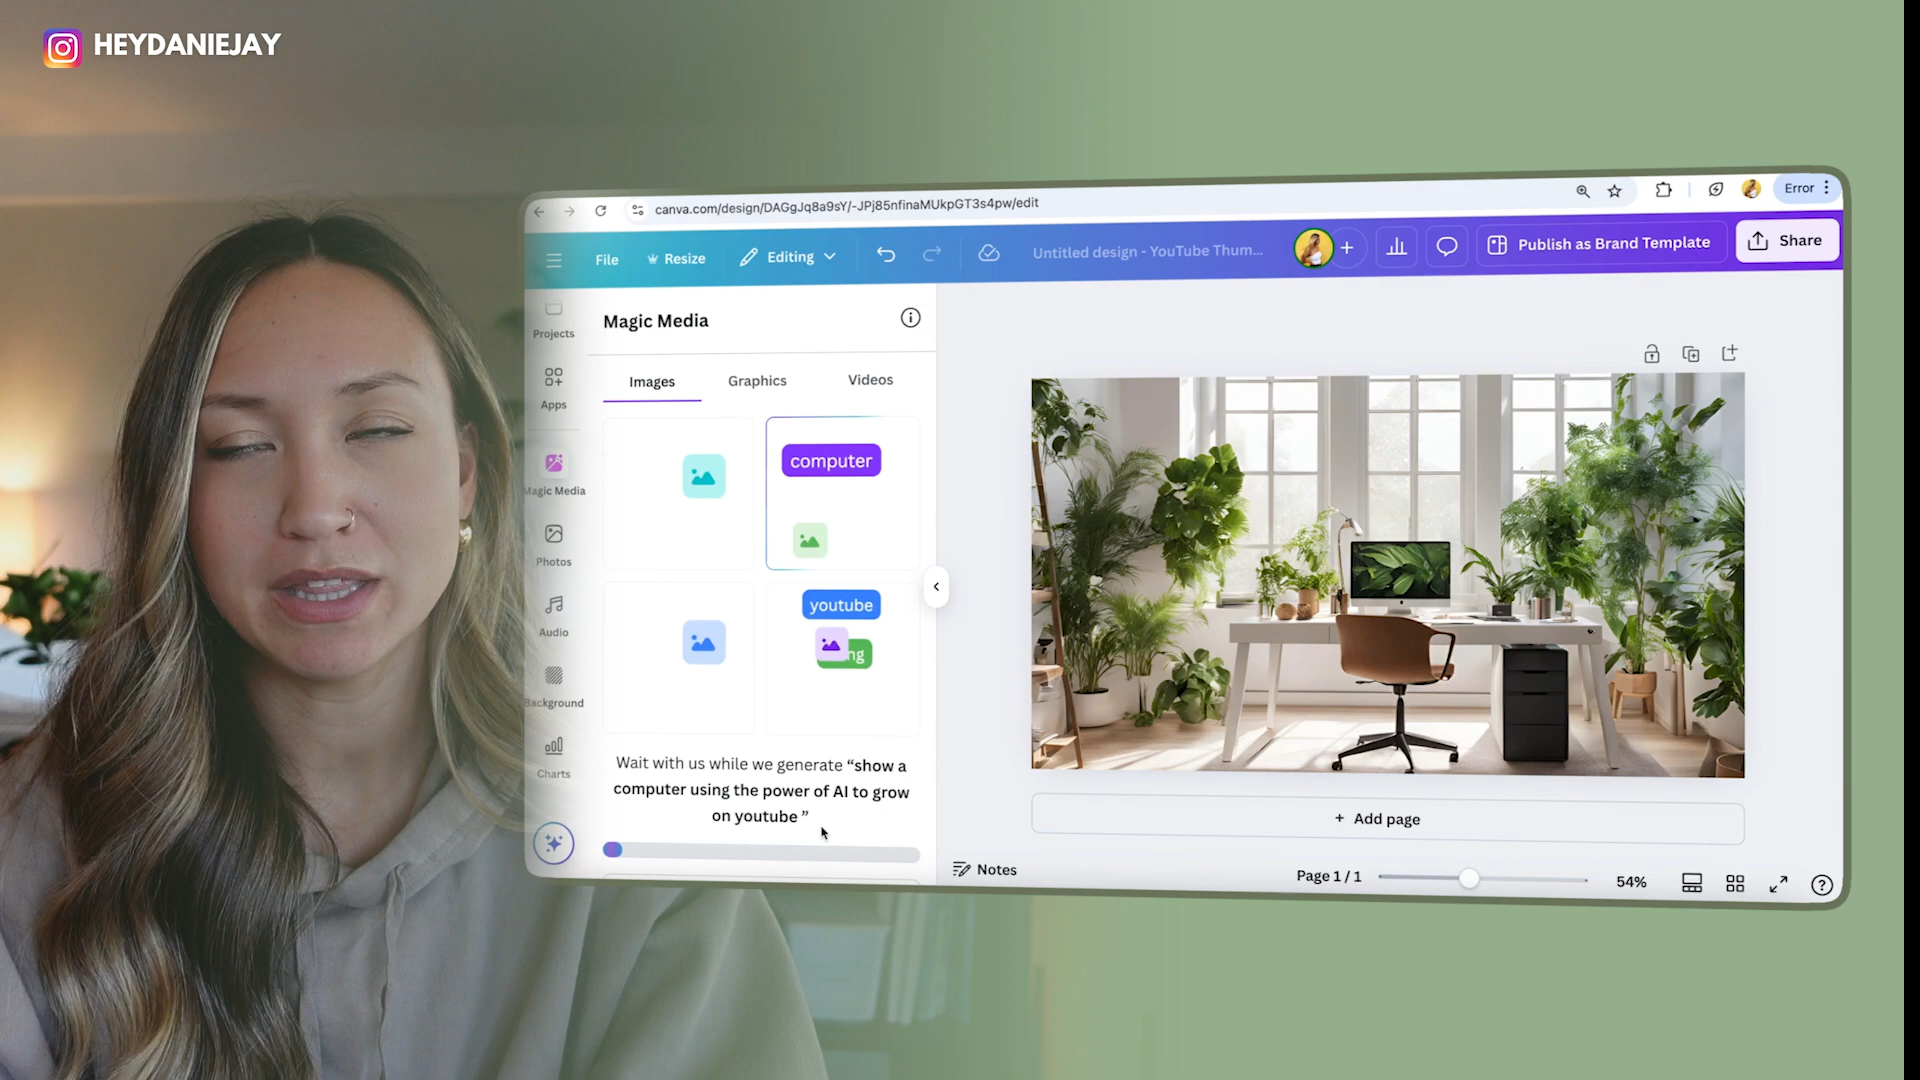 HEYDANIEJAY
canva.com/design/DAGgJq8a9sY/-JPj85nfinaMUkpGT3s4pw/edit
Error
File
Resize
Editing
Untitled design - YouTube Thum...
Publish as Brand Template
Share
Projects
Apps
Magic Media
Photos
Audio
Background
Charts
Magic Media
Images
Graphics
Videos
computer
youtube
ng
Wait with us while we generate “show a
computer using the power of AI to grow
on youtube ”
+ Add page
Notes
Page 1 / 1
54%